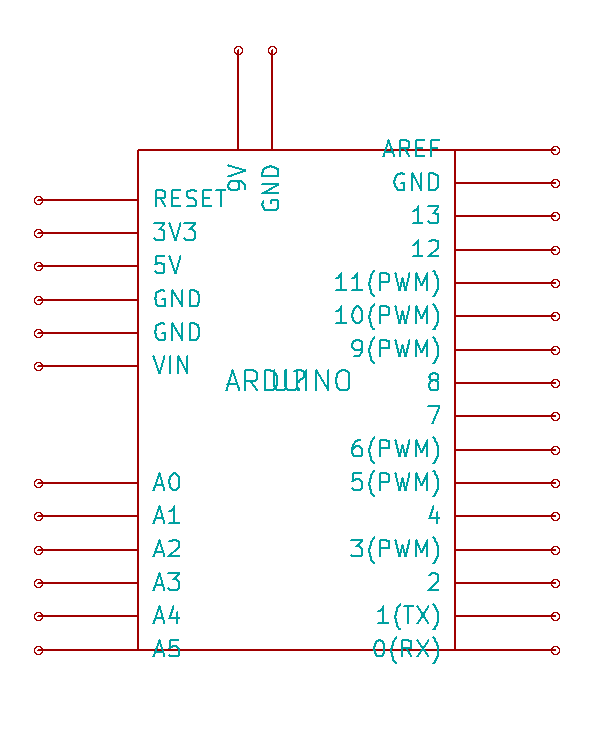 9V
GND
RESET
3V3
5V
GND
GND
VIN
A0
A1
A2
A3
A4
A5
ARDUINO
U?
AREF
GND
13
12
11(PWM)
10(PWM)
9(PWM)
8
7
6(PWM)
5(PWM)
4
3(PWM)
2
1(TX)
0(RX)